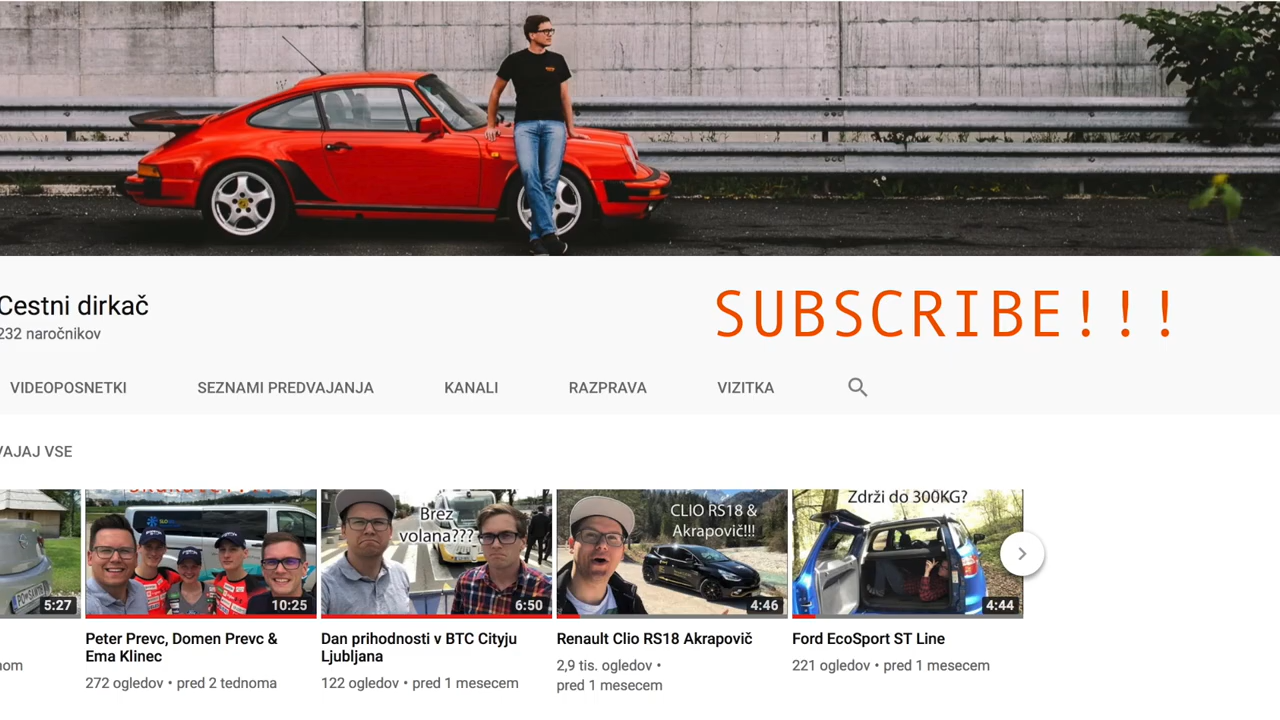 Cestni dirkač
232 naročnikov
SUBSCRIBE!!!
VIDEOPOSNETKI
SEZNAMI PREDVAJANJA
KANALI
RAZPRAVA
VIZITKA
VAJAJ VSE
5:27
10:25
Brez
volana???
6:50
CLIO RS18 &
Akrapovič!!!
4:46
Zdrži do 300KG?
4:44
nom
Peter Prevc, Domen Prevc &
Ema Klinec
272 ogledov • pred 2 tednoma
Dan prihodnosti v BTC Cityju
Ljubljana
122 ogledov • pred 1 mesecem
Renault Clio RS18 Akrapovič
2,9 tis. ogledov •
pred 1 mesecem
Ford EcoSport ST Line
221 ogledov • pred 1 mesecem